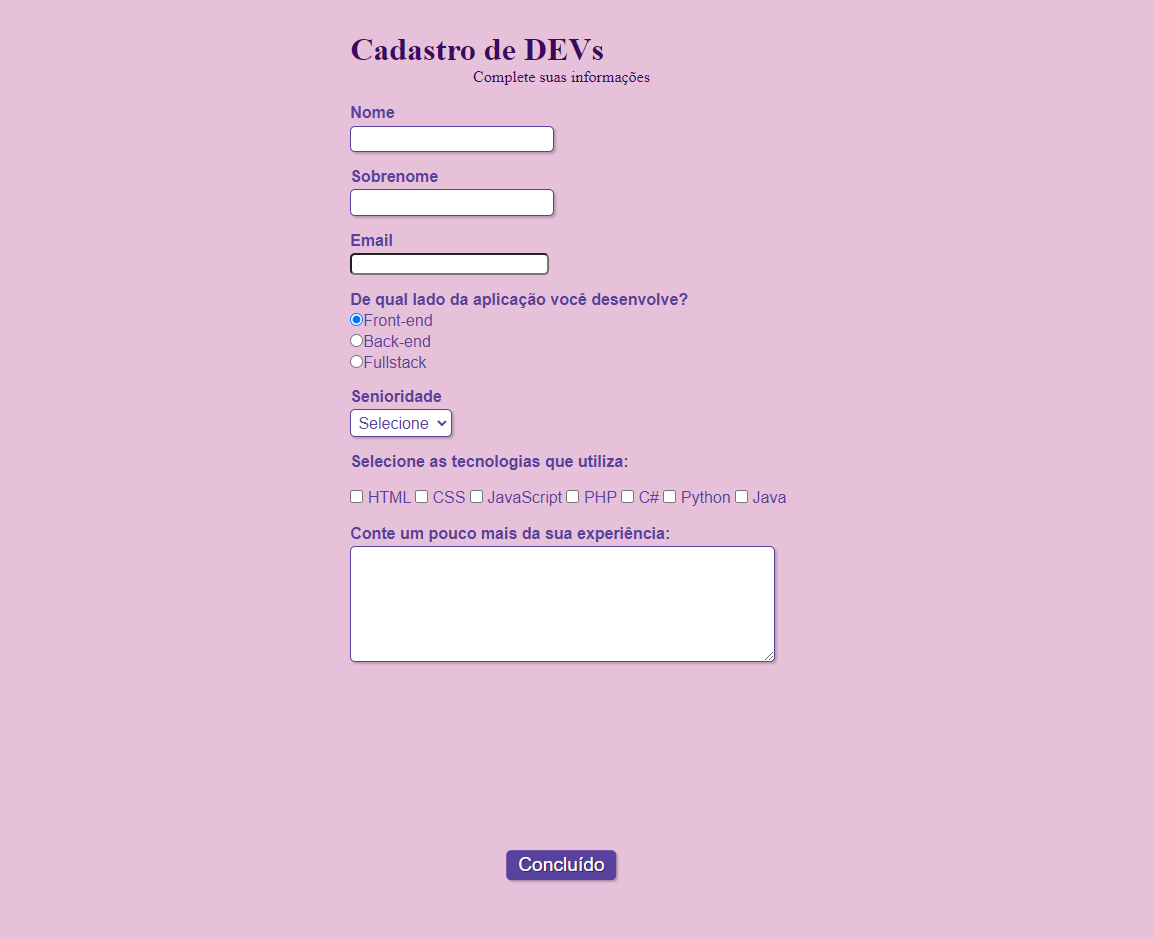 Cadastro de DEVs
Complete suas informações
Nome
Sobrenome
Email
De qual lado da aplicação você desenvolve?
Front-end
Back-end
Fullstack
Senioridade
Selecione
Selecione as tecnologias que utiliza:
HTML CSS JavaScript PHP C# Python Java
Conte um pouco mais da sua experiência:
Concluído